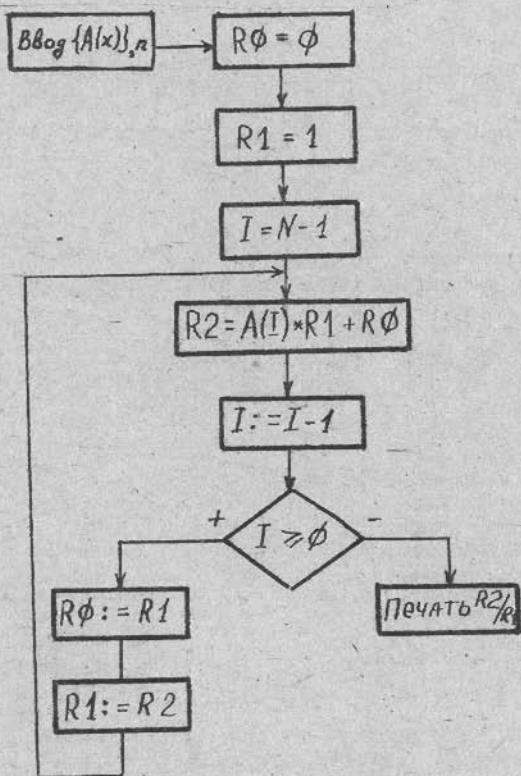 Ввод {A(x)},n
RØ = Ø
R1 = 1
I = N-1
R2=A(I)*R1+RØ
I:=I-1
I ⩾ Ø
+
-
RØ:=R1
Печать R2/R1
R1:=R2